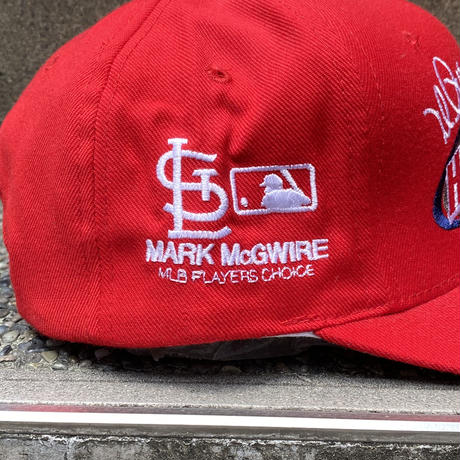 STL
MARK McGWIRE
MLB PLAYERS CHOICE